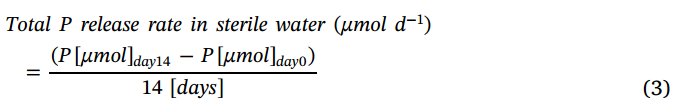 Total P release rate in sterile water (μmol d⁻¹)
= (P [μmol]day14 − P [μmol]day0)
14 [days]
(3)